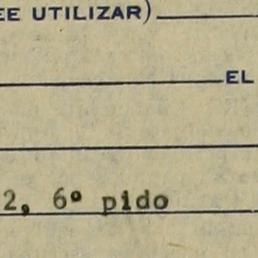 EE UTILIZAR)
EL
2, 6º pido